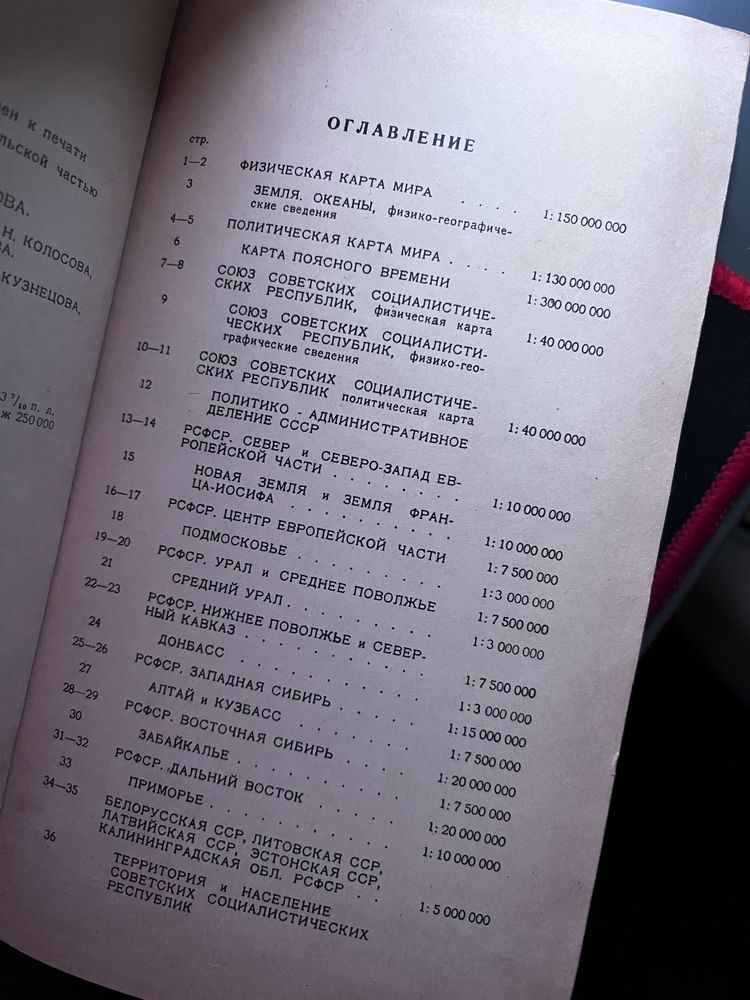 ен к печати
льской частью
ОВА,
Н. КОЛОСОВА,
ВА.
КУЗНЕЦОВА,
3 7/10 п. л.
ж 250 000
ОГЛАВЛЕНИЕ
стр.
1—2 ФИЗИЧЕСКАЯ КАРТА МИРА . . . . 1: 150 000 000
3 ЗЕМЛЯ. ОКЕАНЫ, физико-географиче-
ские сведения
4—5 ПОЛИТИЧЕСКАЯ КАРТА МИРА . . . . 1: 130 000 000
6 КАРТА ПОЯСНОГО ВРЕМЕНИ 1: 300 000 000
7—8 СОЮЗ СОВЕТСКИХ СОЦИАЛИСТИЧЕ-
СКИХ РЕСПУБЛИК, физическая карта 1: 40 000 000
9 СОЮЗ СОВЕТСКИХ СОЦИАЛИСТИ-
ЧЕСКИХ РЕСПУБЛИК, физико-гео-
графические сведения
10—11 СОЮЗ СОВЕТСКИХ СОЦИАЛИСТИЧЕ-
СКИХ РЕСПУБЛИК политическая карта 1: 40 000 000
12 ПОЛИТИКО - АДМИНИСТРАТИВНОЕ
ДЕЛЕНИЕ СССР
13—14 РСФСР. СЕВЕР и СЕВЕРО-ЗАПАД ЕВ-
РОПЕЙСКОЙ ЧАСТИ . . . . . . . 1: 10 000 000
15 НОВАЯ ЗЕМЛЯ и ЗЕМЛЯ ФРАН-
ЦА-ИОСИФА . . . . . . . . . 1: 10 000 000
16—17 РСФСР. ЦЕНТР ЕВРОПЕЙСКОЙ ЧАСТИ 1: 7 500 000
18 ПОДМОСКОВЬЕ . . . . . . . . 1: 3 000 000
19—20 РСФСР. УРАЛ и СРЕДНЕЕ ПОВОЛЖЬЕ 1: 7 500 000
21 СРЕДНИЙ УРАЛ . . . . . . . . 1: 3 000 000
22—23 РСФСР. НИЖНЕЕ ПОВОЛЖЬЕ и СЕВЕР-
НЫЙ КАВКАЗ . . . . . . . . . . 1: 7 500 000
24 ДОНБАСС . . . . . . . . . . 1: 3 000 000
25—26 РСФСР. ЗАПАДНАЯ СИБИРЬ . . . . . 1: 15 000 000
27 АЛТАЙ и КУЗБАСС . . . . . . . 1: 7 500 000
28—29 РСФСР. ВОСТОЧНАЯ СИБИРЬ . . . . 1: 20 000 000
30 ЗАБАЙКАЛЬЕ . . . . . . . . . 1: 7 500 000
31—32 РСФСР. ДАЛЬНИЙ ВОСТОК . . . . . 1: 20 000 000
33 ПРИМОРЬЕ . . . . . . . . . . 1: 10 000 000
34—35 БЕЛОРУССКАЯ ССР, ЛИТОВСКАЯ ССР,
ЛАТВИЙСКАЯ ССР, ЭСТОНСКАЯ ССР,
КАЛИНИНГРАДСКАЯ ОБЛ. РСФСР . . 1: 5 000 000
36 ТЕРРИТОРИЯ и НАСЕЛЕНИЕ
СОВЕТСКИХ СОЦИАЛИСТИЧЕСКИХ
РЕСПУБЛИК